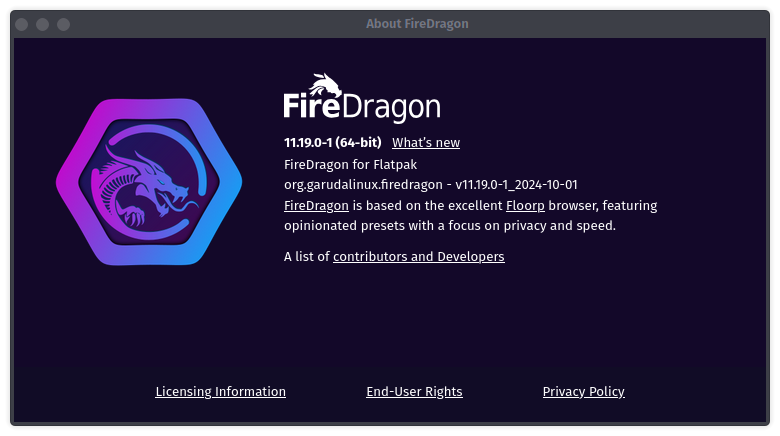 About FireDragon
FireDragon
11.19.0-1 (64-bit) What's new
FireDragon for Flatpak
org.garudalinux.firedragon - v11.19.0-1_2024-10-01
FireDragon is based on the excellent Floorp browser, featuring
opinionated presets with a focus on privacy and speed.
A list of contributors and Developers
Licensing Information End-User Rights Privacy Policy